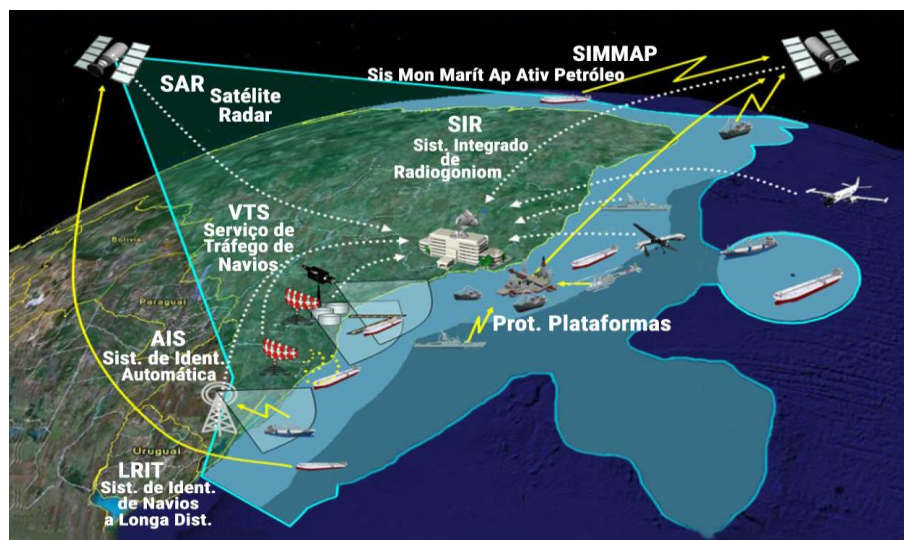 SIMMAP
Sis Mon Marít Ap Ativ Petróleo
SAR
Satélite
Radar
SIR
Sist. Integrado
de
Radiogoniom
VTS
Serviço de
Tráfego de
Navios
Bolivia
Paraguai
Prot. Plataformas
AIS
Sist. de Ident.
Automática
Uruguai
LRIT
Sist. de Ident.
de Navios
a Longa Dist.